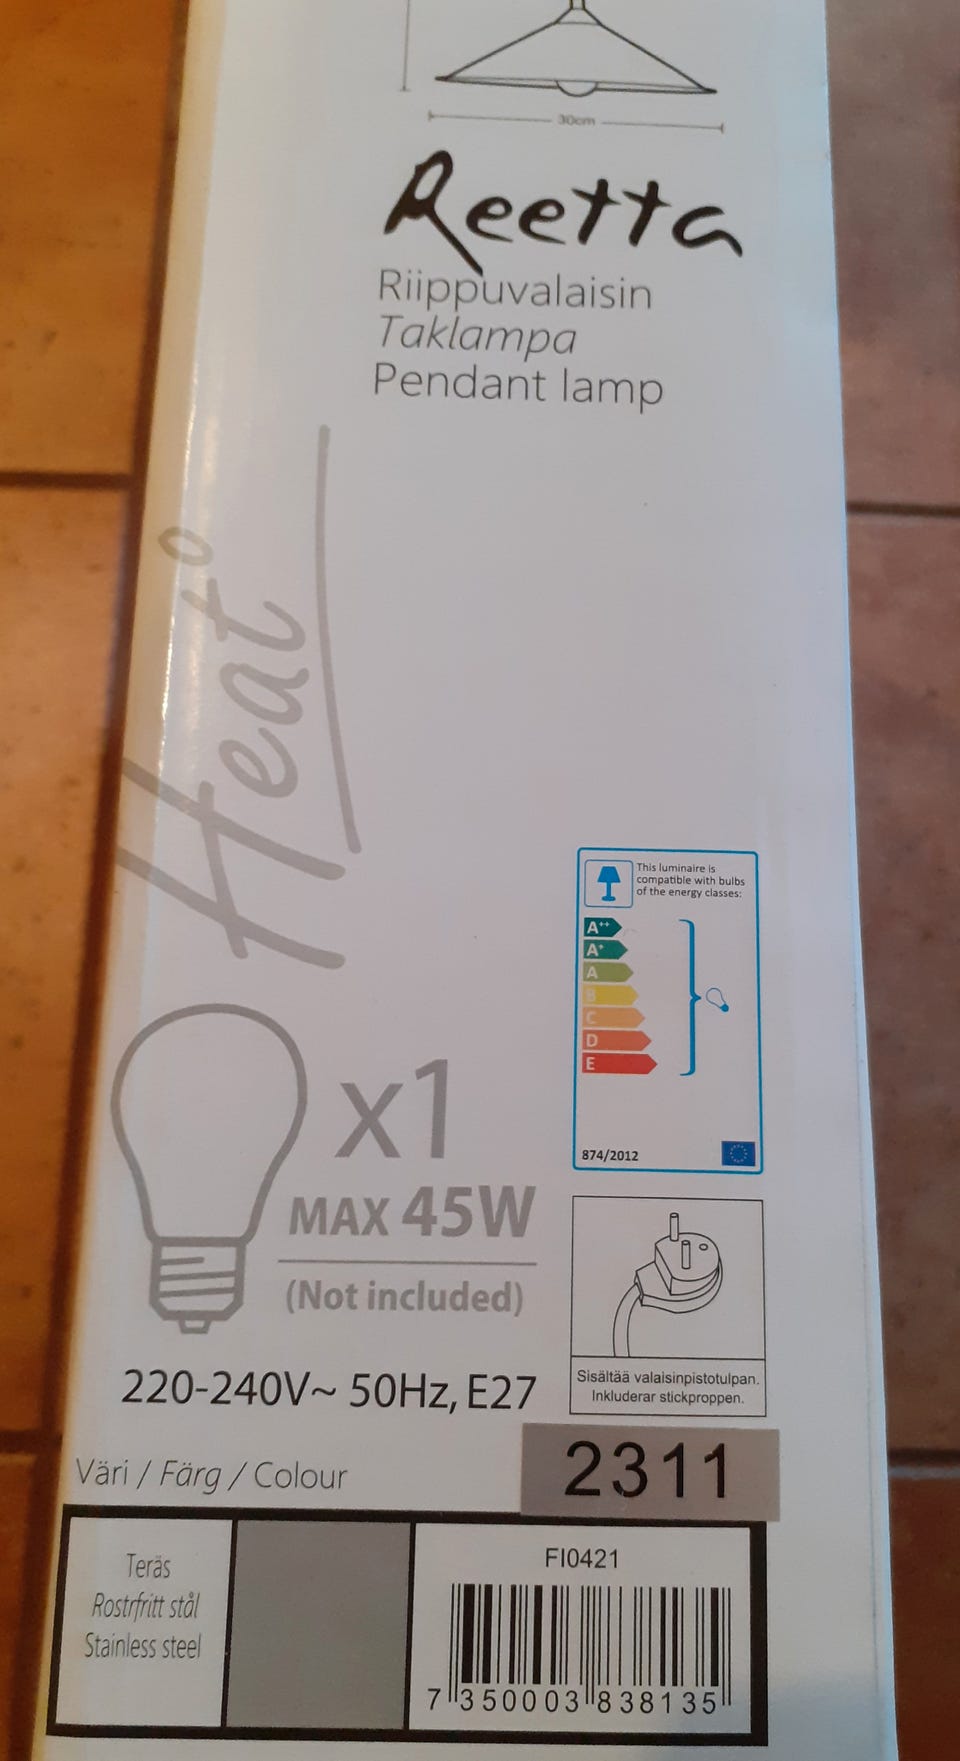 30cm
Reetta
Riippuvalaisin
Taklampa
Pendant lamp
Heat°
This luminaire is
compatible with bulbs
of the energy classes:
A++
A+
A
B
C
D
E
874/2012
x1
MAX 45W
(Not included)
220-240V~ 50Hz, E27
Sisältää valaisinpistotulpan.
Inkluderar stickproppen.
2311
Väri / Färg / Colour
Teräs
Rostrfritt stål
Stainless steel
FI0421
7 350003 838135